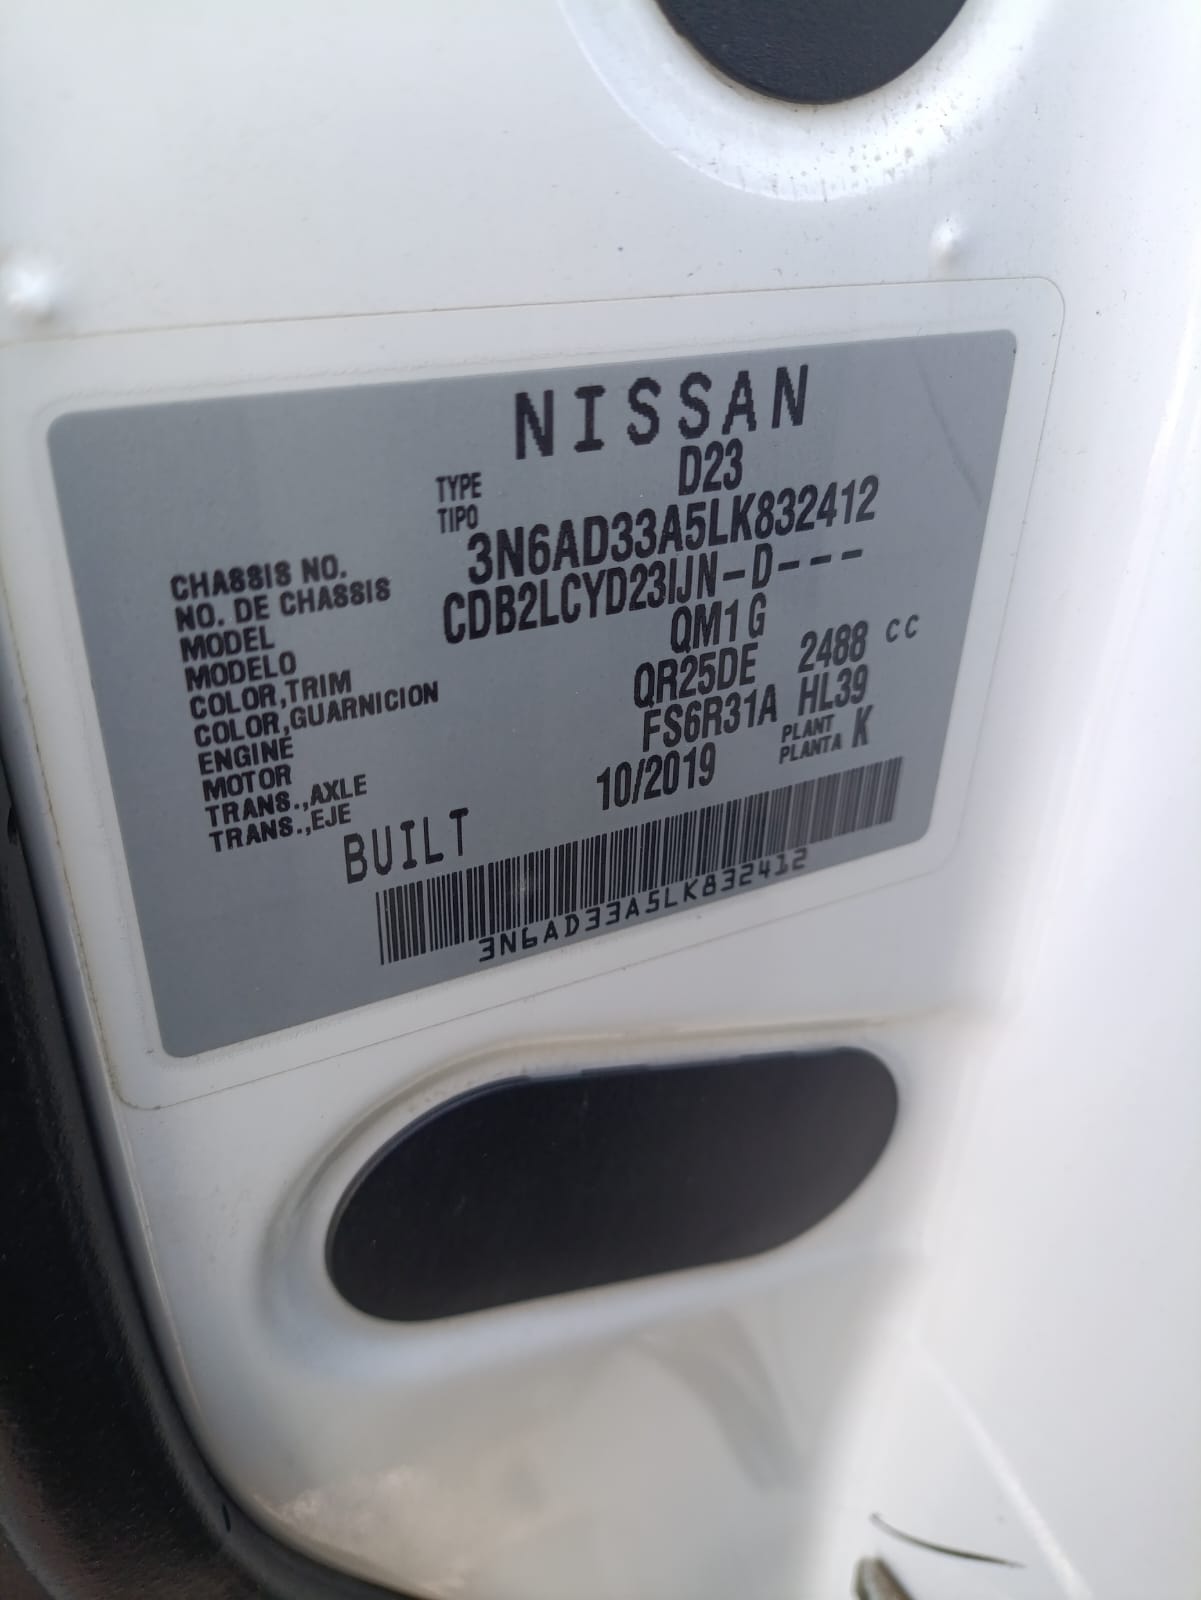 NISSAN
TYPE
TIPO D23
CHASSIS NO.
NO. DE CHASSIS 3N6AD33A5LK832412
MODEL
MODELO CDB2LCYD23IJN-D---
COLOR,TRIM
COLOR,GUARNICION QM1 G
ENGINE
MOTOR QR25DE 2488 cc
TRANS.,AXLE
TRANS.,EJE FS6R31A HL39
BUILT 10/2019 PLANT
PLANTA K
3N6AD33A5LK832412